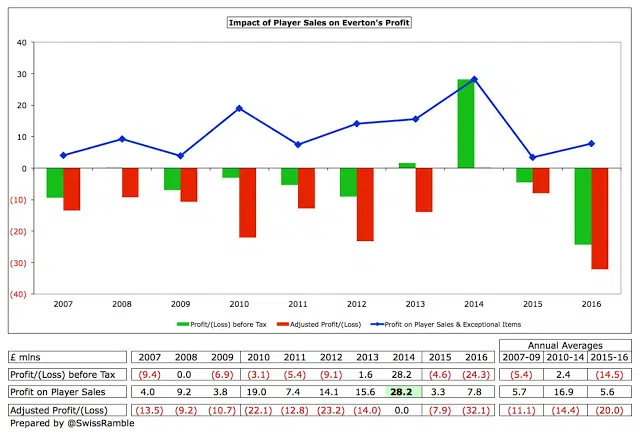 Impact of Player Sales on Everton's Profit
40
30
20
10
0
(10)
(20)
(30)
(40)
2007 2008 2009 2010 2011 2012 2013 2014 2015 2016
Profit/(Loss) before Tax Adjusted Profit/(Loss) Profit on Player Sales & Exceptional Items
Annual Averages
£ mins 2007 2008 2009 2010 2011 2012 2013 2014 2015 2016 2007-09 2010-14 2015-16
Profit/(Loss) before Tax (9.4) 0.0 (6.9) (3.1) (5.4) (9.1) 1.6 28.2 (4.6) (24.3) (5.4) 2.4 (14.5)
Profit on Player Sales 4.0 9.2 3.8 19.0 7.4 14.1 15.6 28.2 3.3 7.8 5.7 16.9 5.6
Adjusted Profit/(Loss) (13.5) (9.2) (10.7) (22.1) (12.8) (23.2) (14.0) 0.0 (7.9) (32.1) (11.1) (14.4) (20.0)
Prepared by @SwissRamble